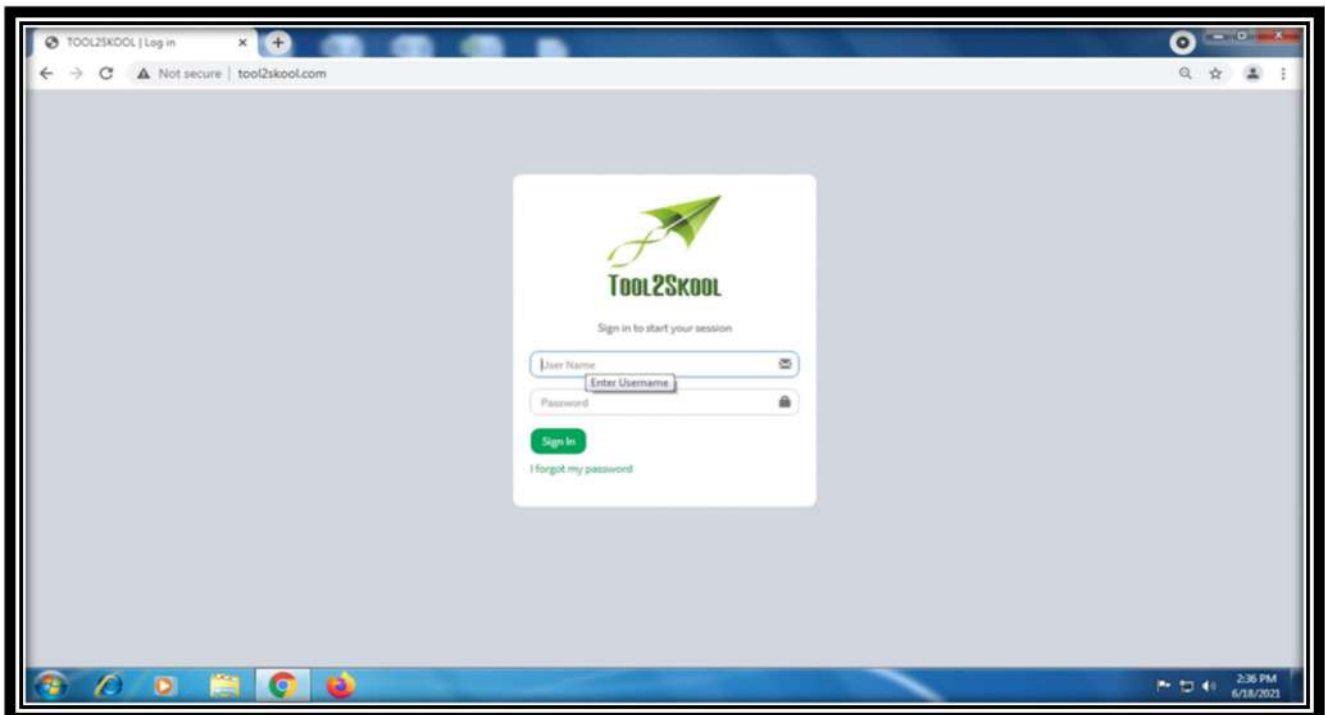 TOOL2SKOOL | Log in
Not secure | tool2skool.com
TOOL2SKOOL
Sign in to start your session
User Name
Enter Username
Password
Sign In
I forgot my password
2:36 PM
6/18/2021